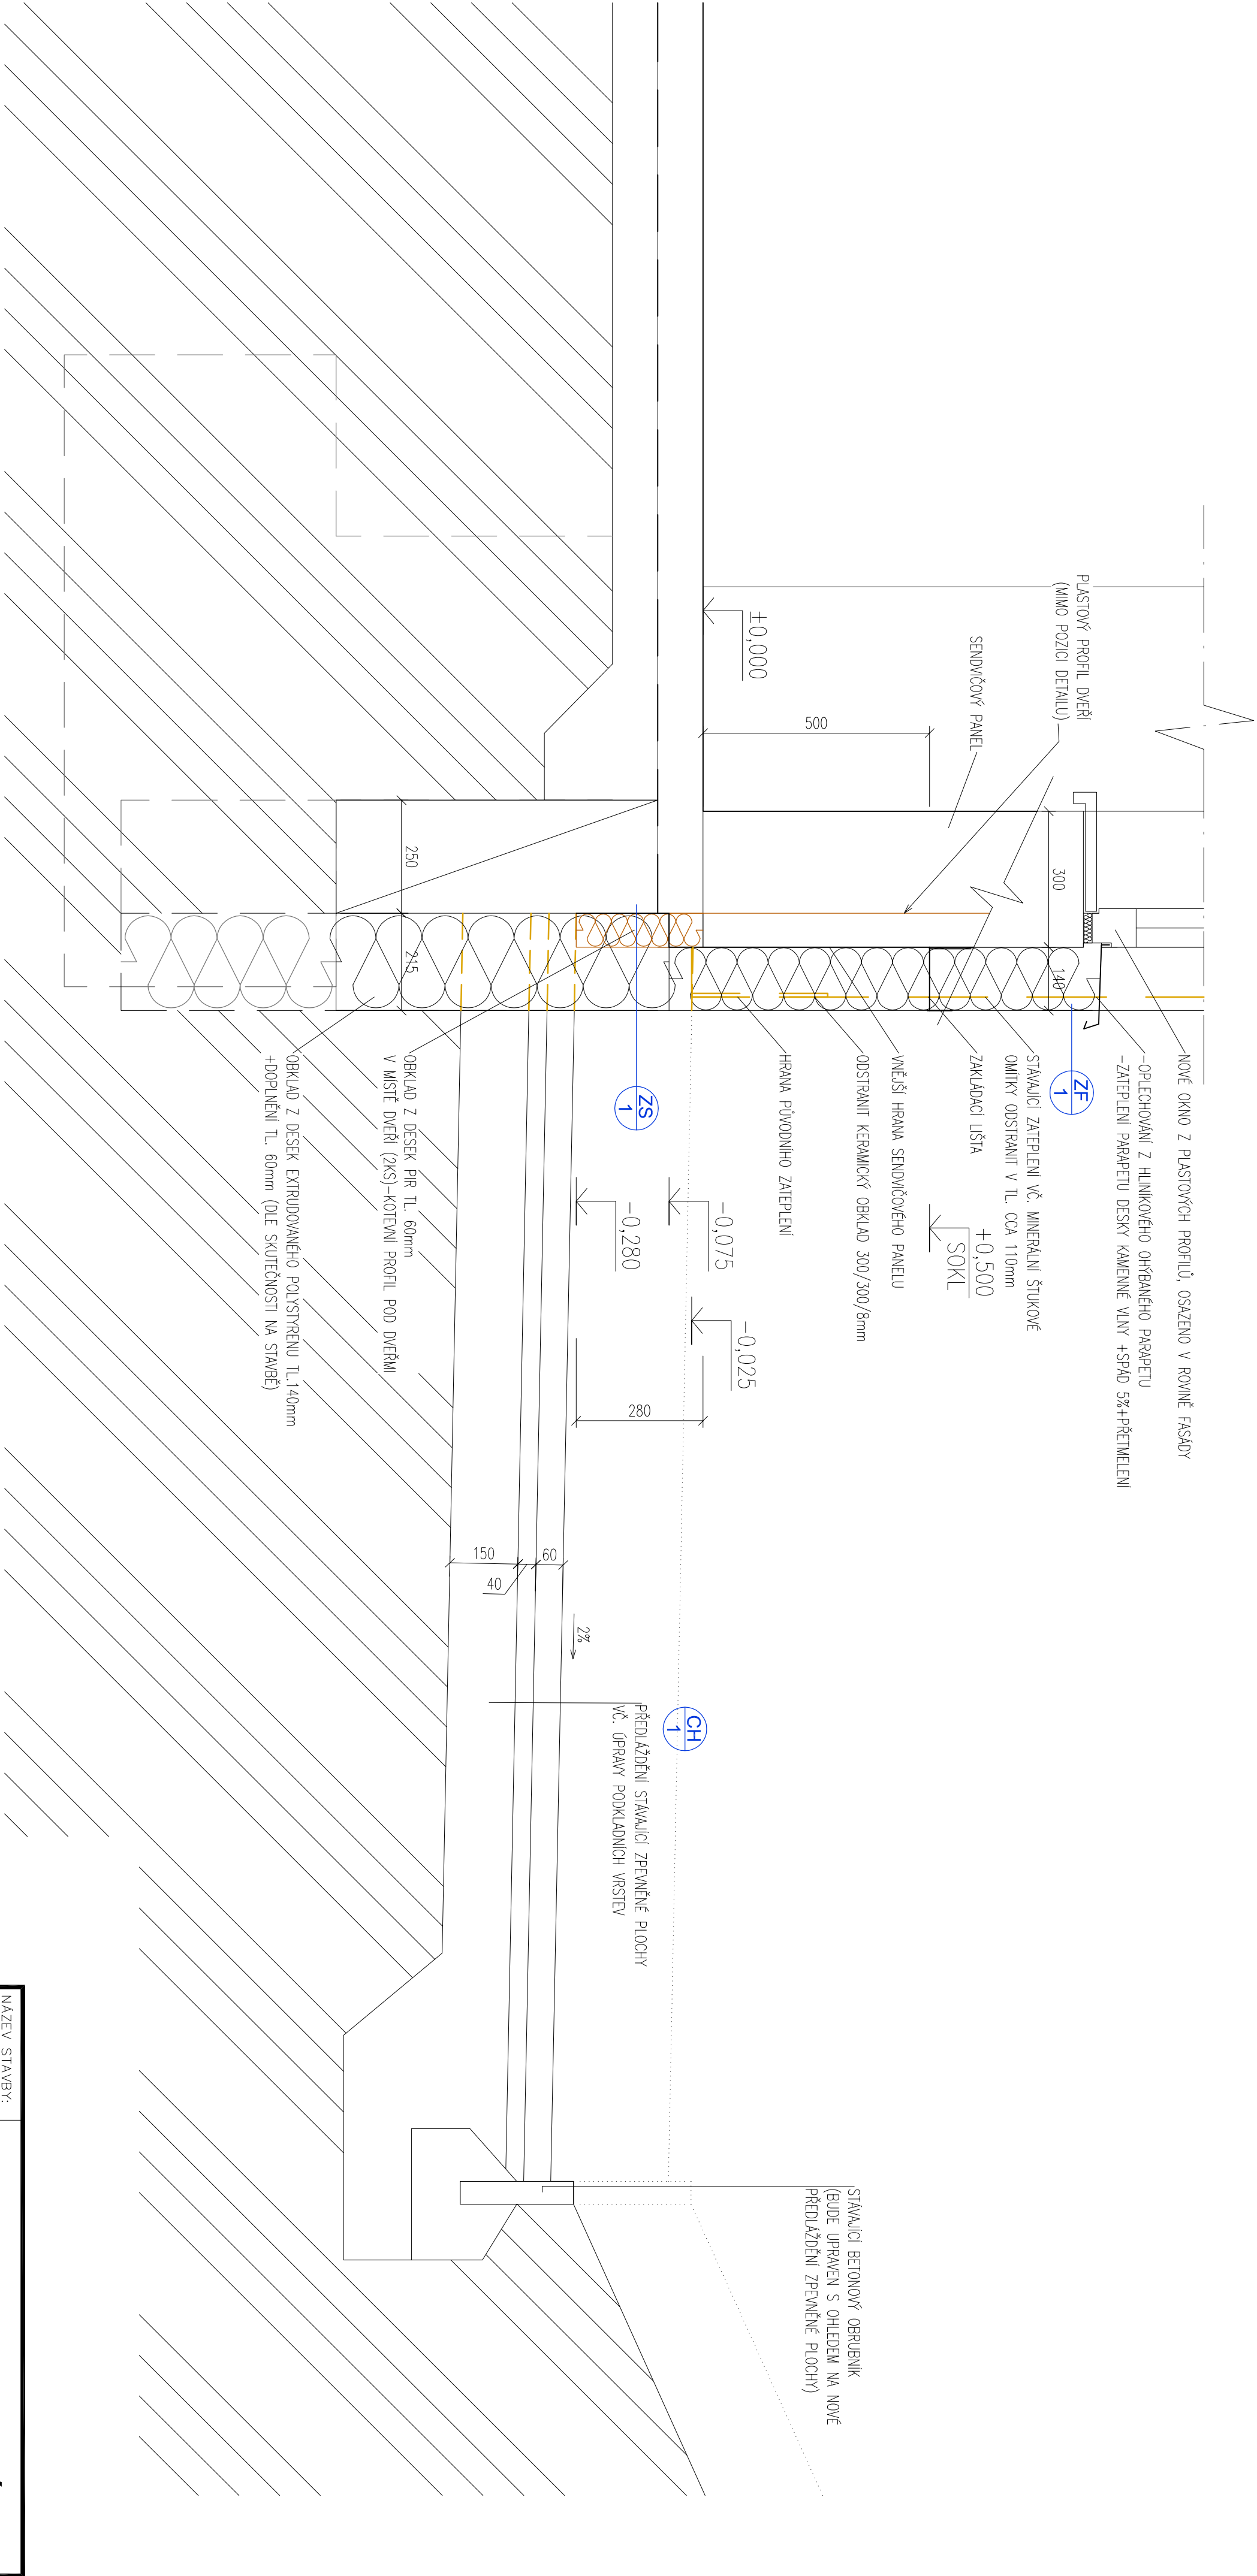 NOVÉ OKNO Z PLASTOVÝCH PROFILŮ, OSAZENO V ROVINĚ FASÁDY
-OPLECHOVÁNÍ Z HLINÍKOVÉHO OHÝBANÉHO PARAPETU
-ZATEPLENÍ PARAPETU DESKY KAMENNÉ VLNY +SPÁD 5%+PŘETMELENÍ
ZF
1
STÁVAJÍCÍ ZATEPLENÍ VČ. MINERÁLNÍ ŠTUKOVÉ
OMÍTKY ODSTRANIT V TL. CCA 110mm
ZAKLÁDACÍ LIŠTA
VNĚJŠÍ HRANA SENDVIČOVÉHO PANELU
ODSTRANIT KERAMICKÝ OBKLAD 300/300/8mm
HRANA PŮVODNÍHO ZATEPLENÍ
PLASTOVÝ PROFIL DVEŘÍ
(MIMO POZICI DETAILU)
SENDVIČOVÝ PANEL
300
140
500
±0,000
+0,500
SOKL
-0,025
-0,075
-0,280
280
ZS
1
OBKLAD Z DESEK PIR TL. 60mm
V MÍSTĚ DVEŘÍ (2KS)-KOTEVNÍ PROFIL POD DVEŘMI
OBKLAD Z DESEK EXTRUDOVANÉHO POLYSTYRENU TL.140mm
+DOPLNĚNÍ TL. 60mm (DLE SKUTEČNOSTI NA STAVBĚ)
250
215
150
40
60
2%
CH
1
PŘEDLÁŽDĚNÍ STÁVAJÍCÍ ZPEVNĚNÉ PLOCHY
VČ. ÚPRAVY PODKLADNÍCH VRSTEV
STÁVAJÍCÍ BETONOVÝ OBRUBNÍK
(BUDE UPRAVEN S OHLEDEM NA NOVÉ
PŘEDLÁŽDĚNÍ ZPEVNĚNÉ PLOCHY)
NÁZEV STAVBY: